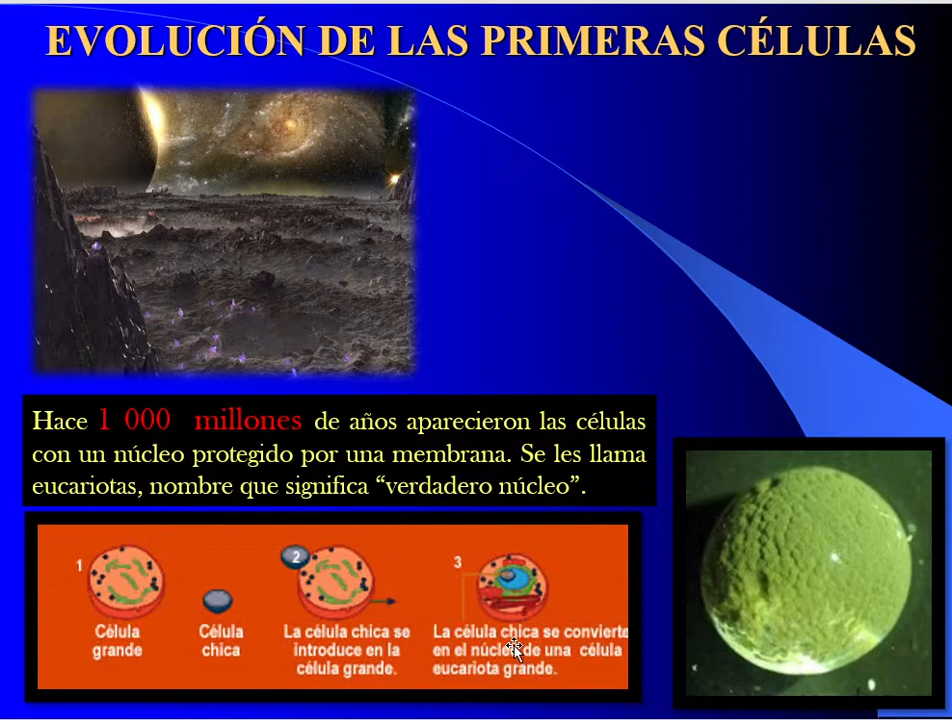 EVOLUCIÓN DE LAS PRIMERAS CÉLULAS
Hace 1 000 millones de años aparecieron las células
con un núcleo protegido por una membrana. Se les llama
eucariotas, nombre que significa “verdadero núcleo”.
1
2
3
Célula
grande
Célula
chica
La célula chica se
introduce en la
célula grande.
La célula chica se convierte
en el núcleo de una célula
eucariota grande.